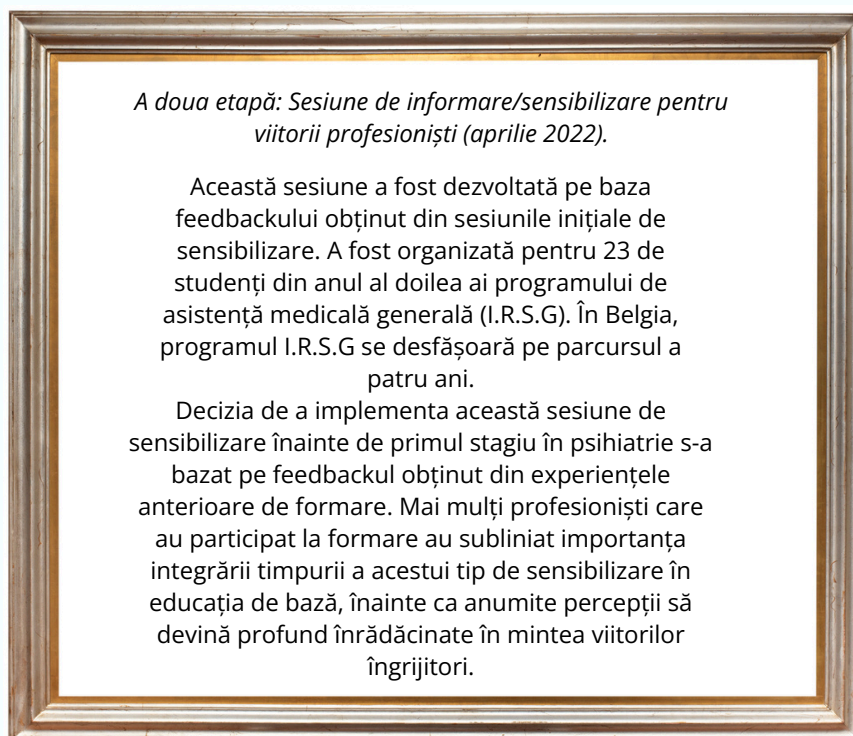 A doua etapă: Sesiune de informare/sensibilizare pentru
viitorii profesioniști (aprilie 2022).
Această sesiune a fost dezvoltată pe baza
feedbackului obținut din sesiunile inițiale de
sensibilizare. A fost organizată pentru 23 de
studenți din anul al doilea ai programului de
asistență medicală generală (I.R.S.G). În Belgia,
programul I.R.S.G se desfășoară pe parcursul a
patru ani.
Decizia de a implementa această sesiune de
sensibilizare înainte de primul stagiu în psihiatrie s-a
bazat pe feedbackul obținut din experiențele
anterioare de formare. Mai mulți profesioniști care
au participat la formare au subliniat importanța
integrării timpurii a acestui tip de sensibilizare în
educația de bază, înainte ca anumite percepții să
devină profund înrădăcinate în mintea viitorilor
îngrijitori.